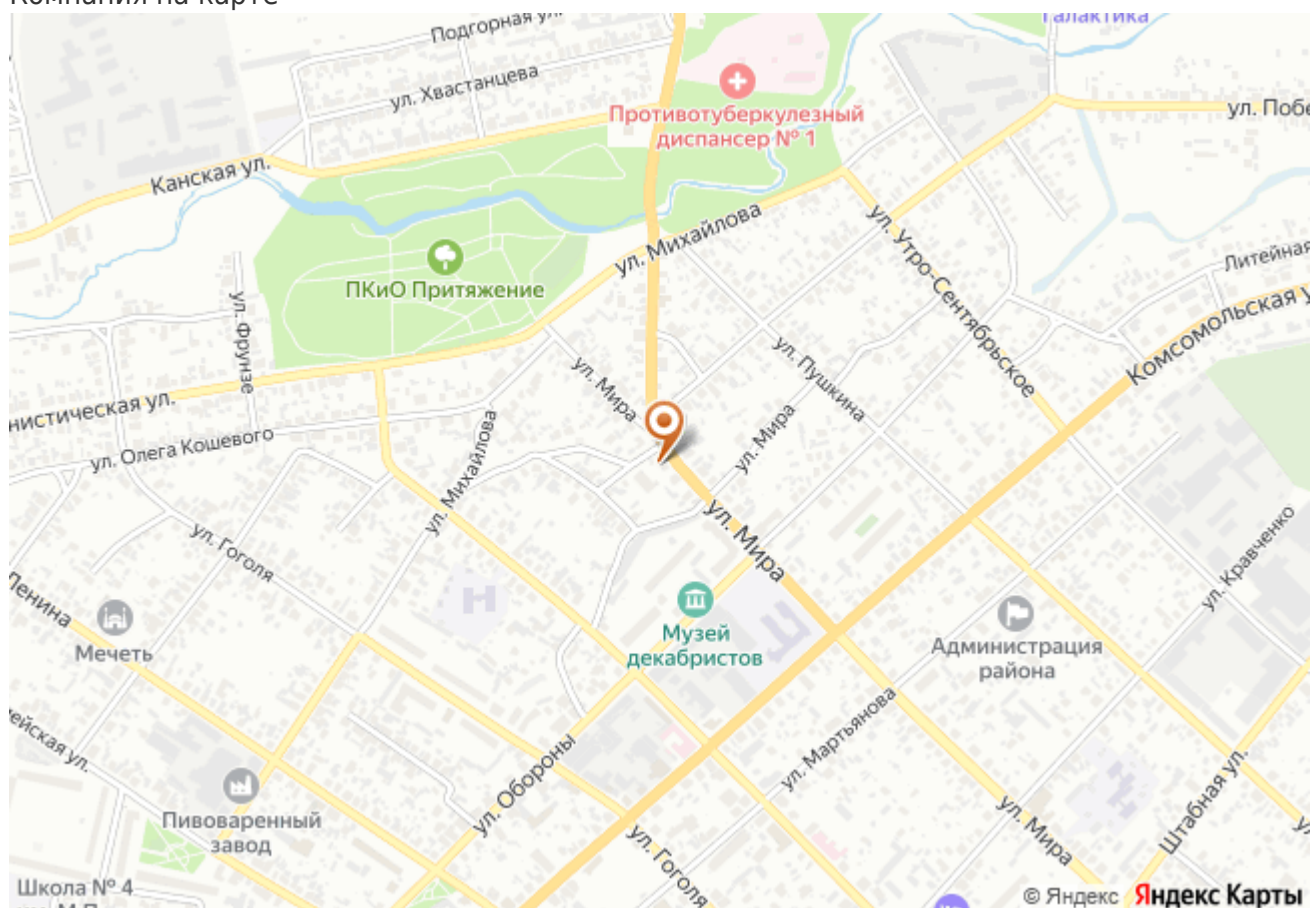 Компания на карте
Подгорная ул.
Галактика
ул. Хвастанцева
Противотуберкулезный
диспансер № 1
ул. Побе
Канская ул.
ул. Михайлова
ул. Утро-Сентябрьское
Литейная
ПКиО Притяжение
ул. Фрунзе
Комсомольская у
ул. Мира
ул. Пушкина
нистическая ул.
ул. Олега Кошевого
ул. Михайлова
ул. Мира
ул. Мира
ул. Гоголя
ул. Кравченко
Ленина
Мечеть
Музей
декабристов
Администрация
района
ейская ул.
ул. Мартьянова
ул. Обороны
Пивоваренный
завод
ул. Гоголя
ул. Мира
Штабная ул.
Школа № 4
© Яндекс Яндекс Карты